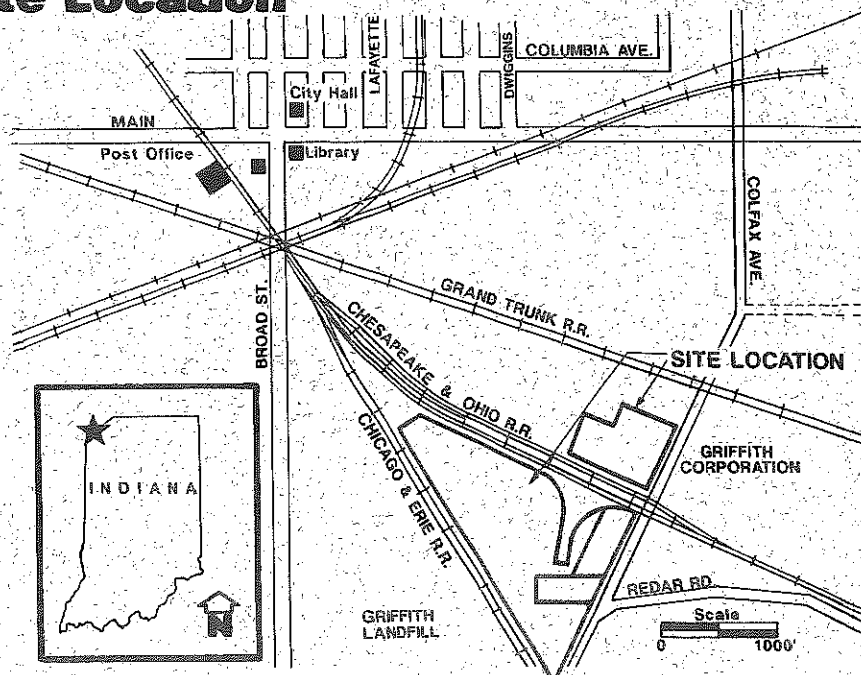 te Location
COLUMBIA AVE.
LAFAYETTE
DWIGGINS
City Hall
MAIN
Post Office
Library
COLFAX AVE.
BROAD ST.
GRAND TRUNK R.R.
CHESAPEAKE & OHIO R.R.
SITE LOCATION
CHICAGO & ERIE R.R.
GRIFFITH
CORPORATION
INDIANA
N
REDAR RD.
GRIFFITH
LANDFILL
Scale
0 1000'